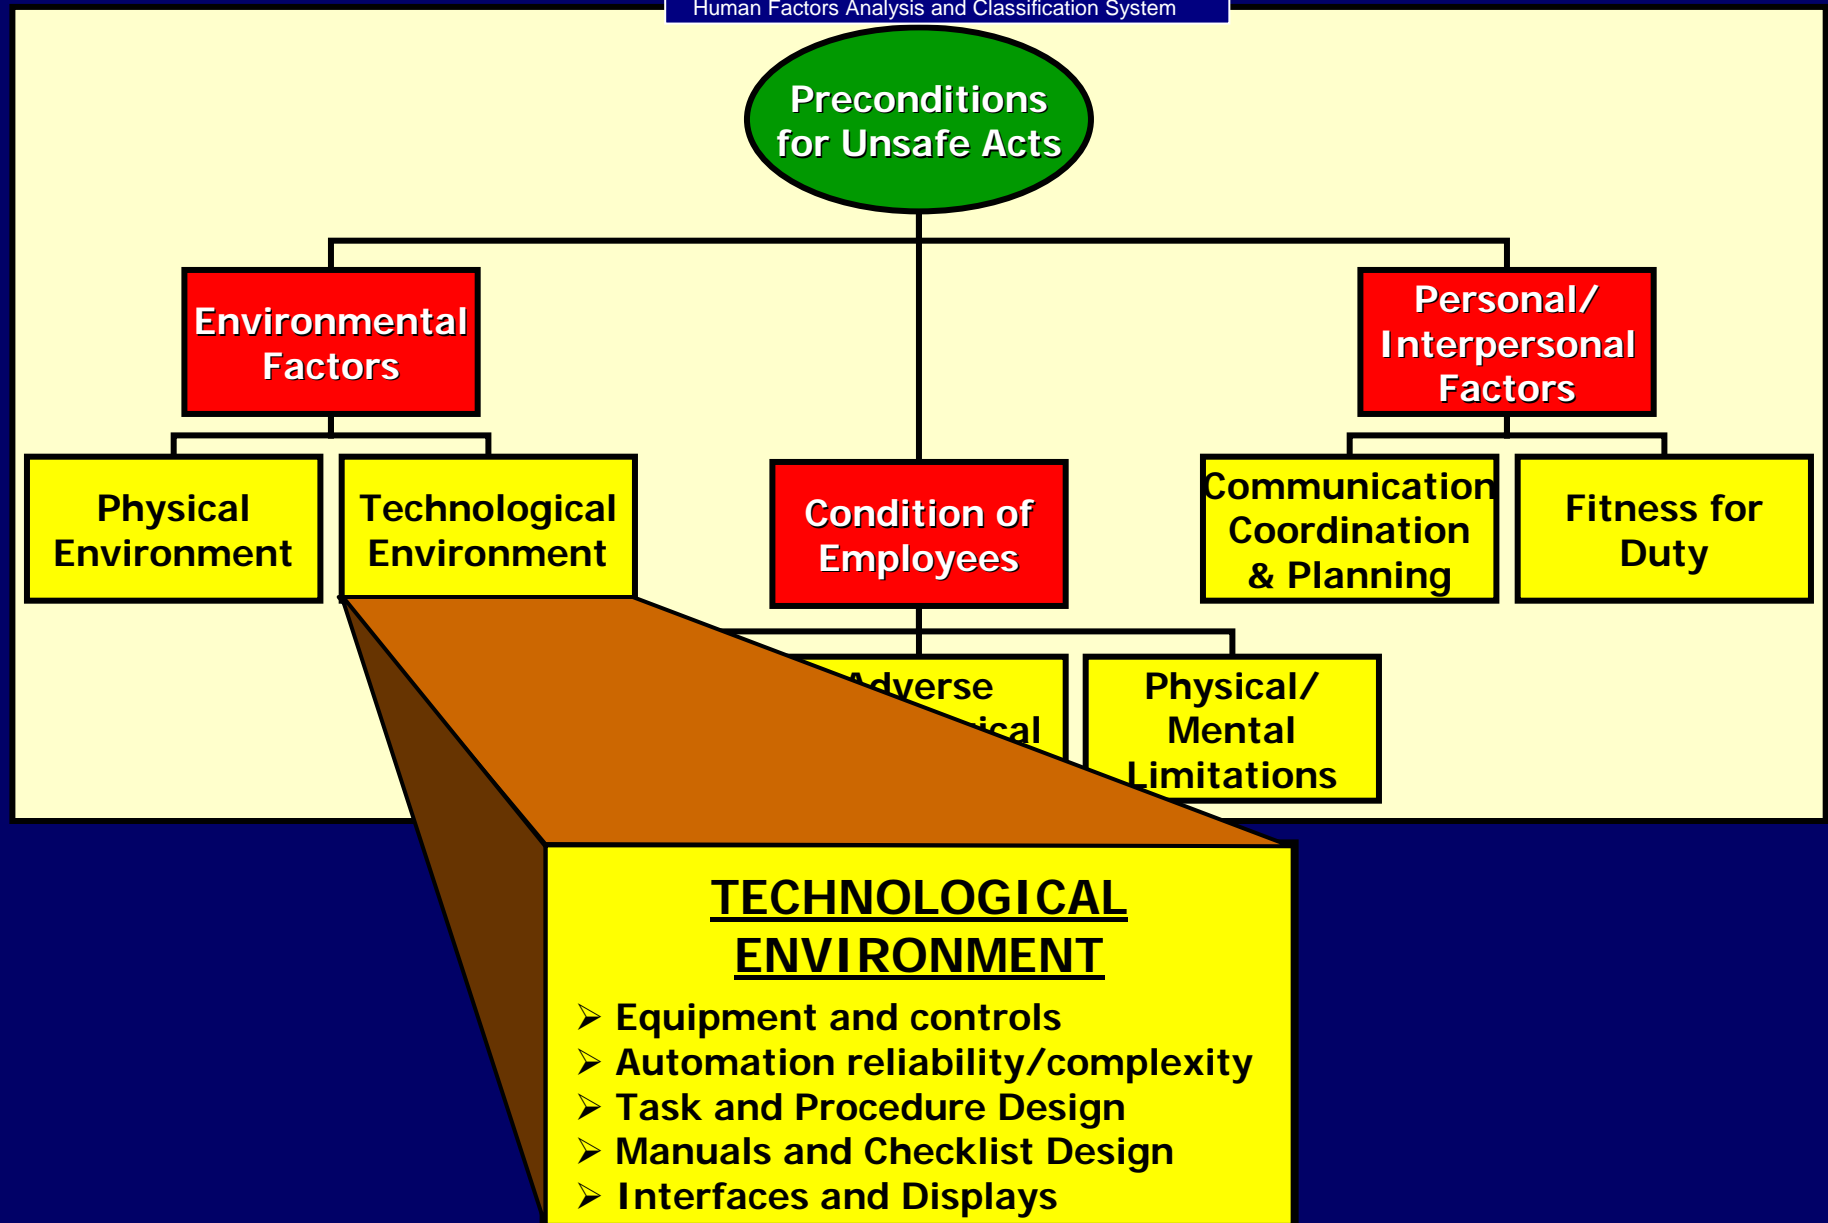 Human Factors Analysis and Classification System
Preconditions
for Unsafe Acts
Environmental
Factors
Personal/
Interpersonal
Factors
Physical
Environment
Technological
Environment
Condition of
Employees
Communication
Coordination
& Planning
Fitness for
Duty
Adverse
Physical/
Mental
Limitations
TECHNOLOGICAL
ENVIRONMENT
➢ Equipment and controls
➢ Automation reliability/complexity
➢ Task and Procedure Design
➢ Manuals and Checklist Design
➢ Interfaces and Displays